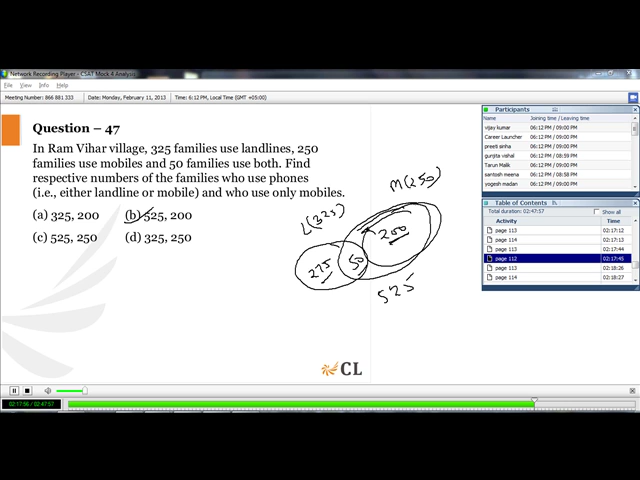 Network Recording Player - CSAT Mock 4 Analysis
File View Info Help
Meeting Number: 866 881 333 Date: Monday, February 11, 2013 Time: 6:12 PM, Local Time (GMT +05:00)
Question – 47
In Ram Vihar village, 325 families use landlines, 250
families use mobiles and 50 families use both. Find
respective numbers of the families who use phones
(i.e., either landline or mobile) and who use only mobiles.
(a) 325, 200 (b) 525, 200
(c) 525, 250 (d) 325, 250
L(325)
M(250)
275 50 200
525
CL
Participants
Name Joining time / Leaving time
vijay kumar 06:12 PM / 09:00 PM
Career Launcher 06:12 PM / 09:00 PM
preeti sinha 06:12 PM / 09:00 PM
gunjita vishal 06:12 PM / 08:59 PM
Tarun Malik 06:12 PM / 09:00 PM
santosh meena 06:12 PM / 08:58 PM
yogesh madan 06:12 PM / 09:00 PM
Table of Contents
Total duration: 02:47:57 Show all
Activity Time
page 113 02:17:12
page 114 02:17:13
page 113 02:17:44
page 112 02:17:45
page 113 02:18:26
page 114 02:18:27
02:17:56 / 02:47:57